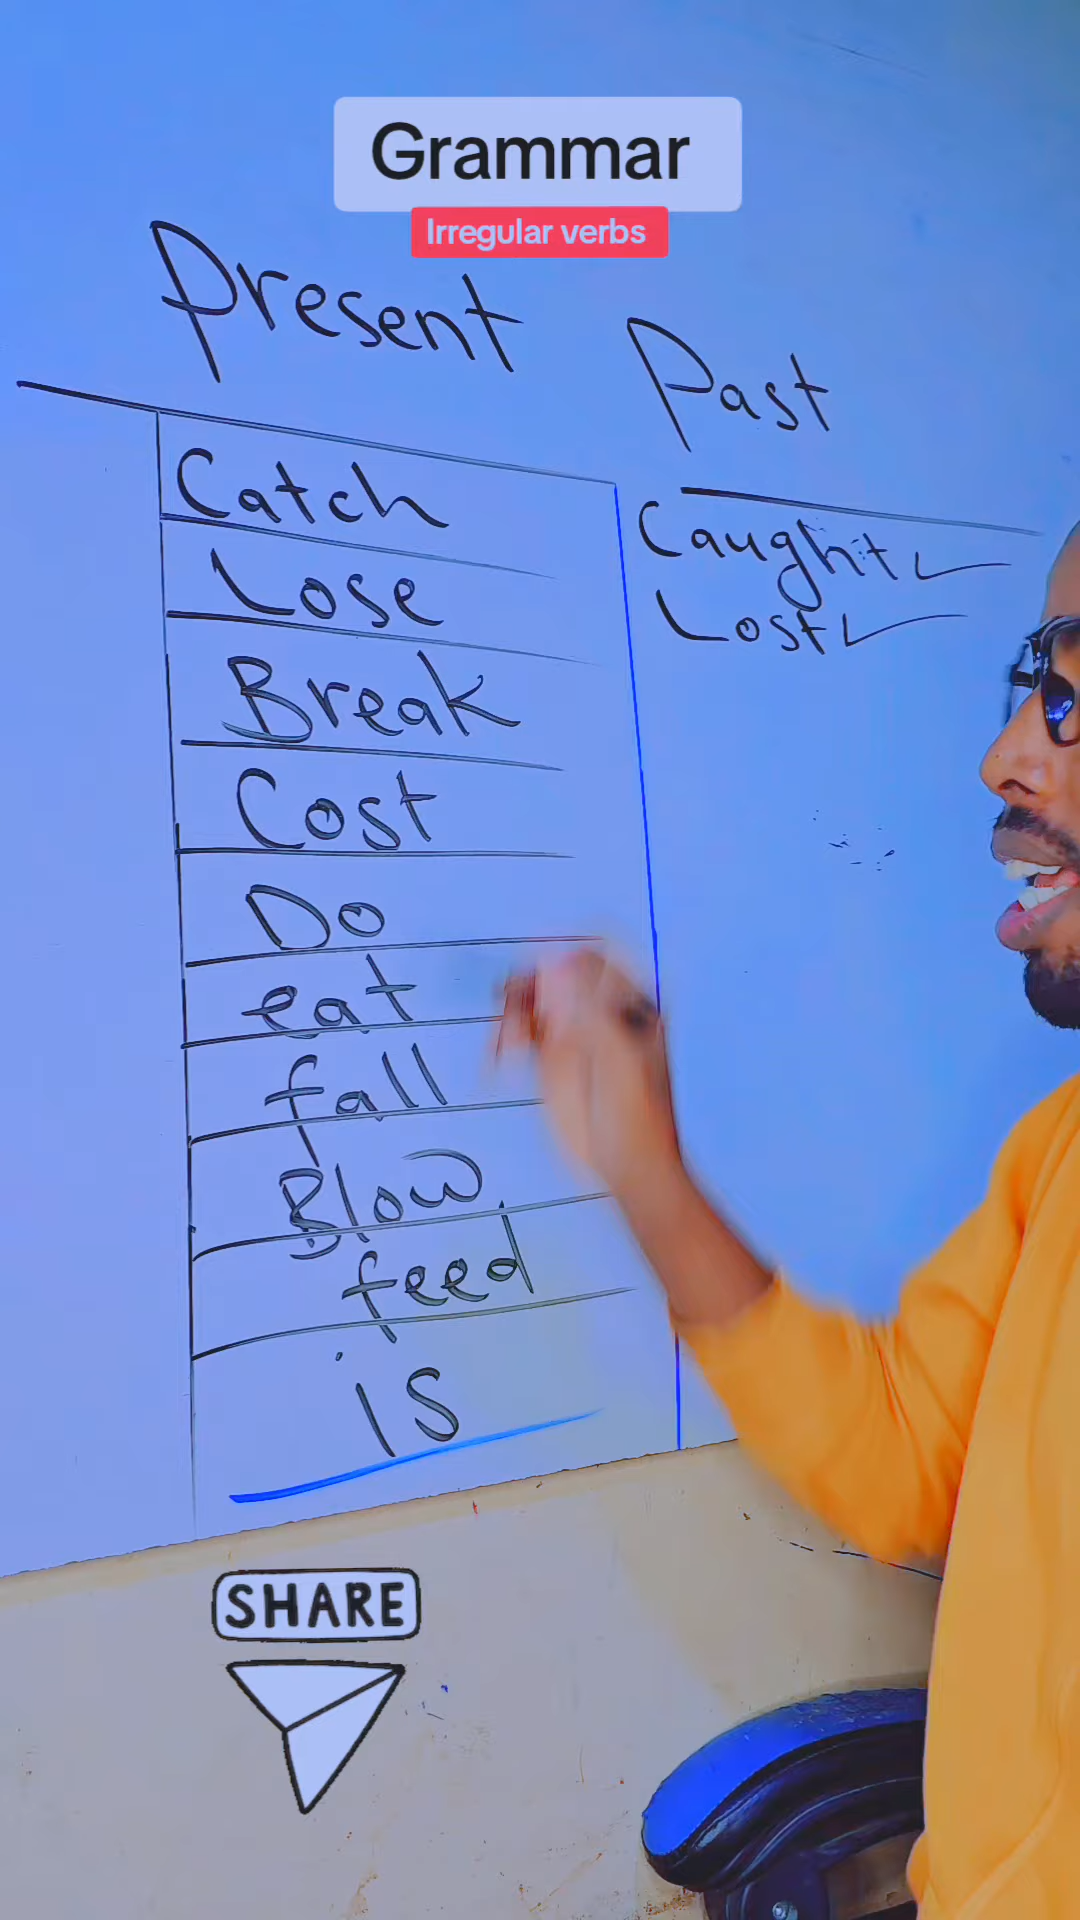 Grammar
Irregular verbs
Present
Past
Catch
Caught
Lose
Lost
Break
Cost
Do
eat
fall
Blow
feed
is
SHARE